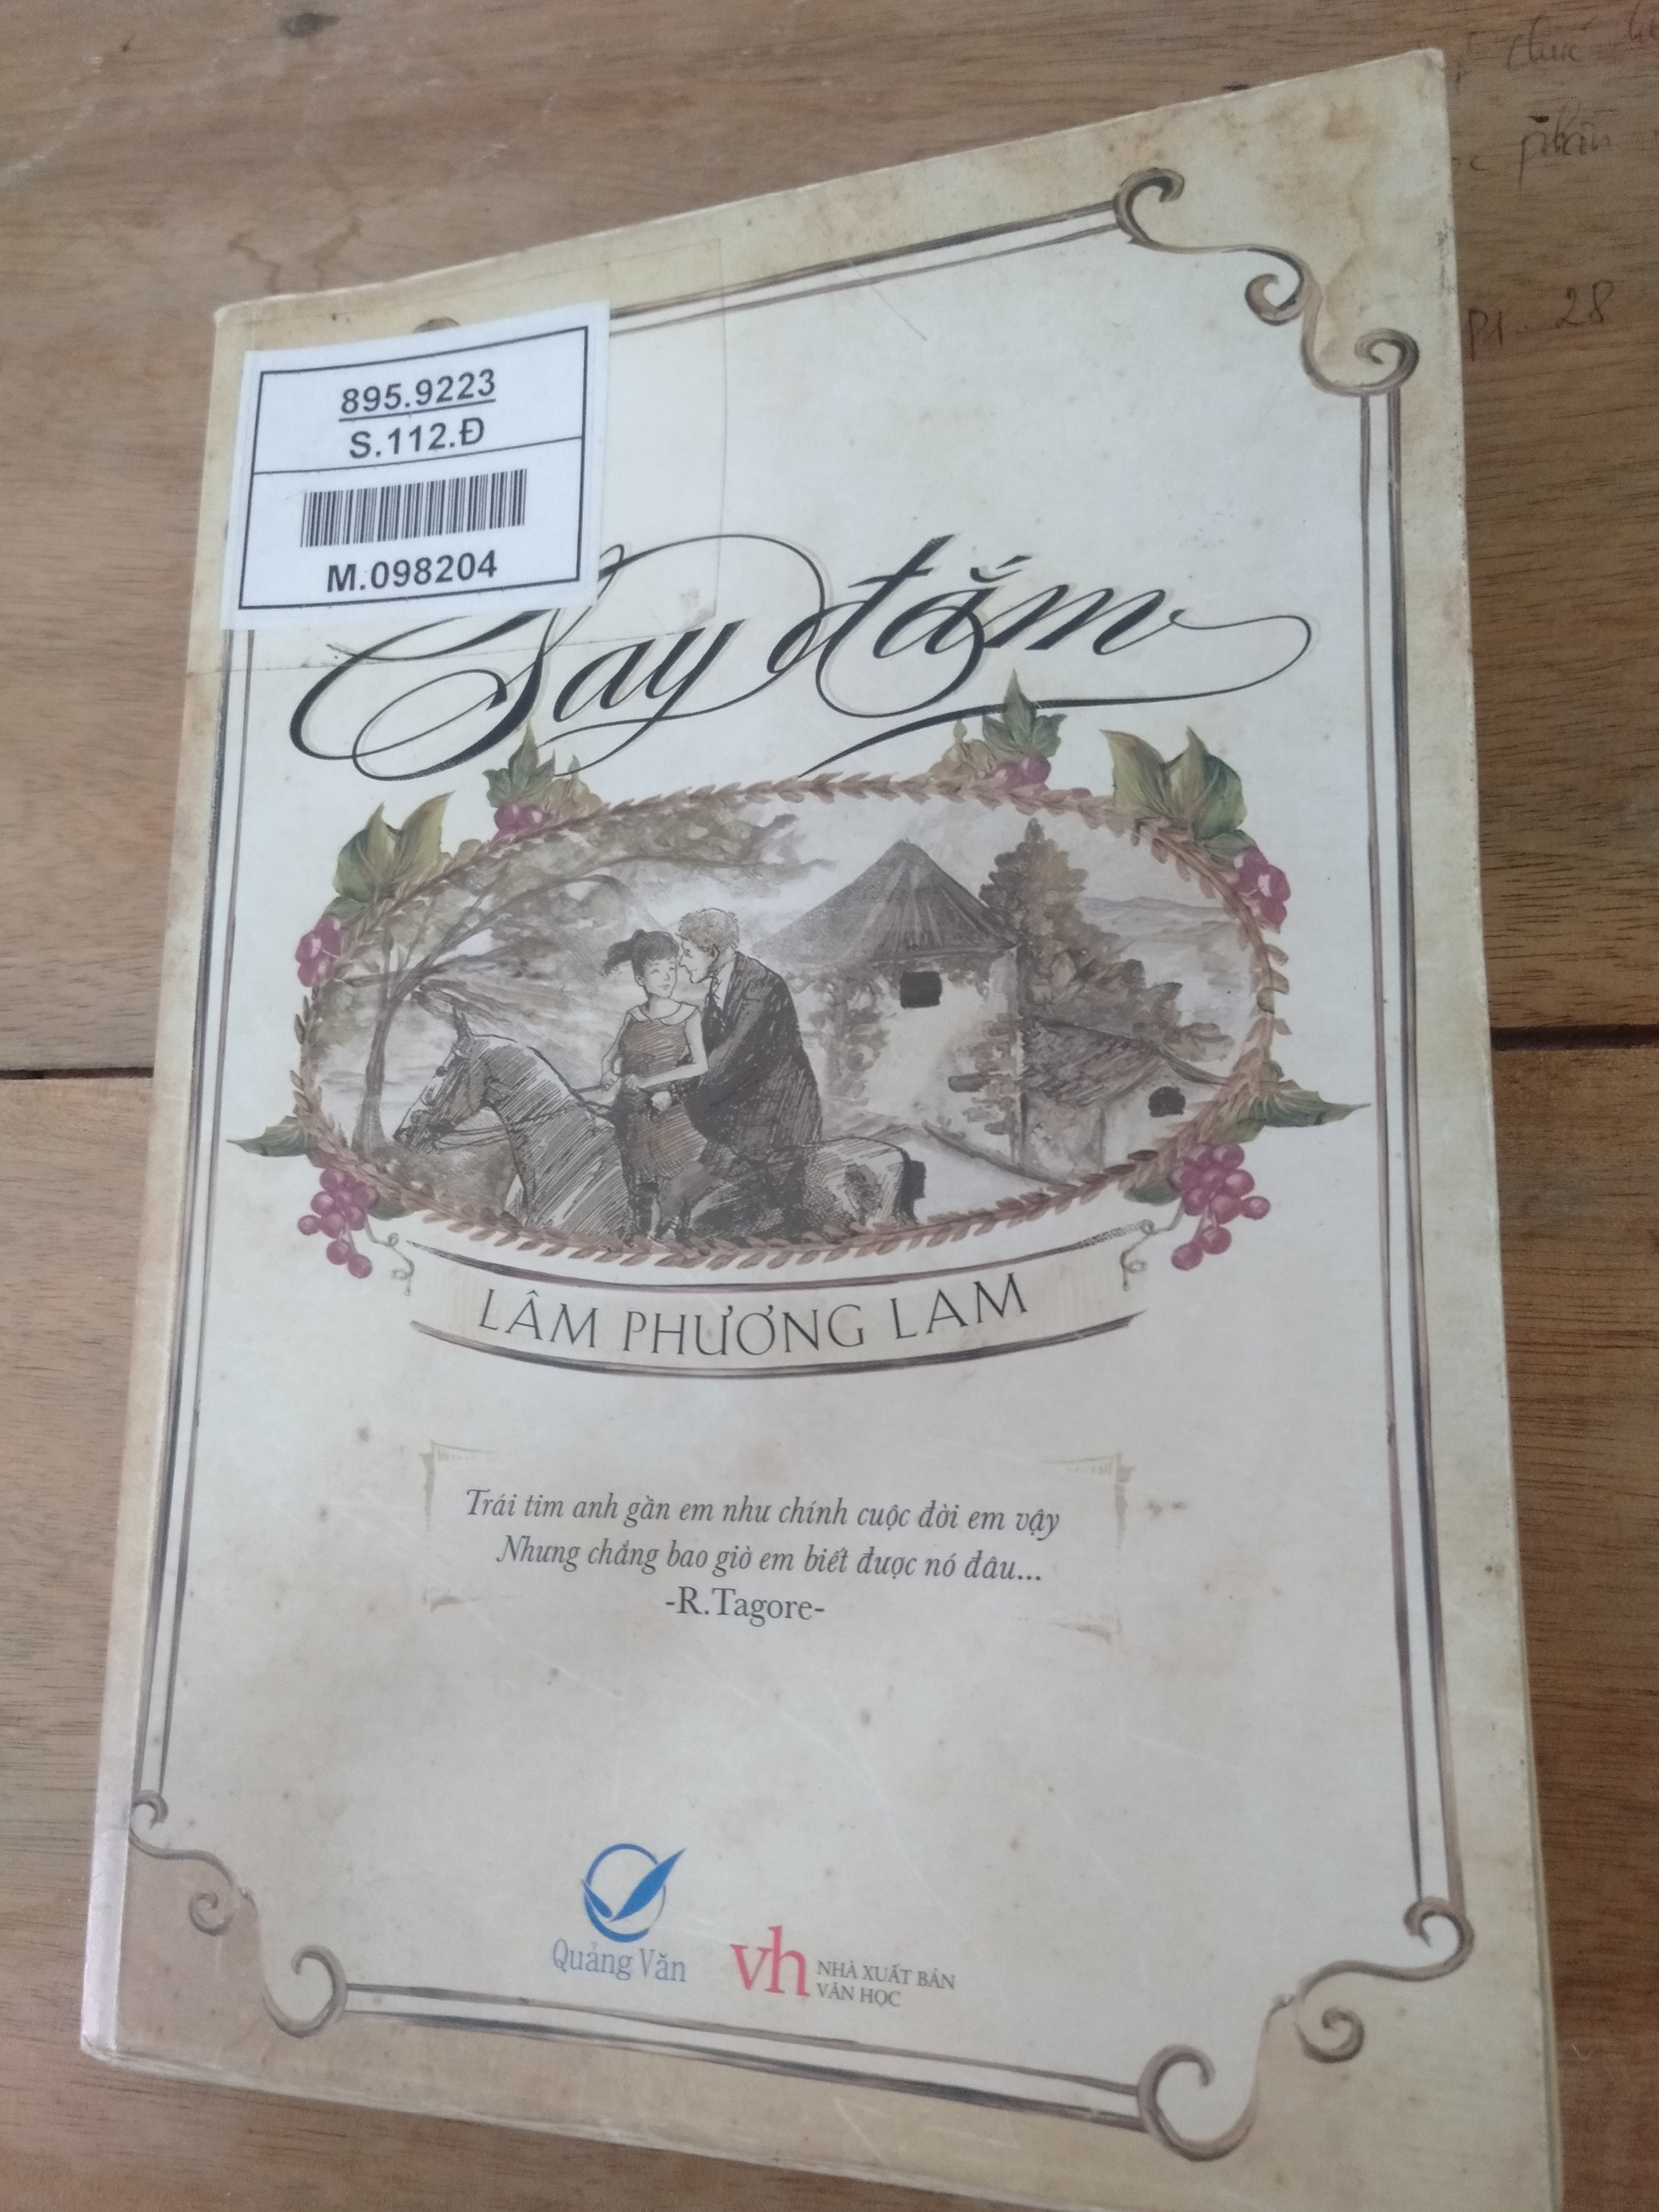 895.9223
S.112.Đ
M.098204
Say đắm
LÂM PHƯƠNG LAM
Trái tim anh gần em như chính cuộc đời em vậy
Nhưng chẳng bao giờ em biết được nó đâu...
-R.Tagore-
Quảng Văn
vh NHÀ XUẤT BẢN
VĂN HỌC
28